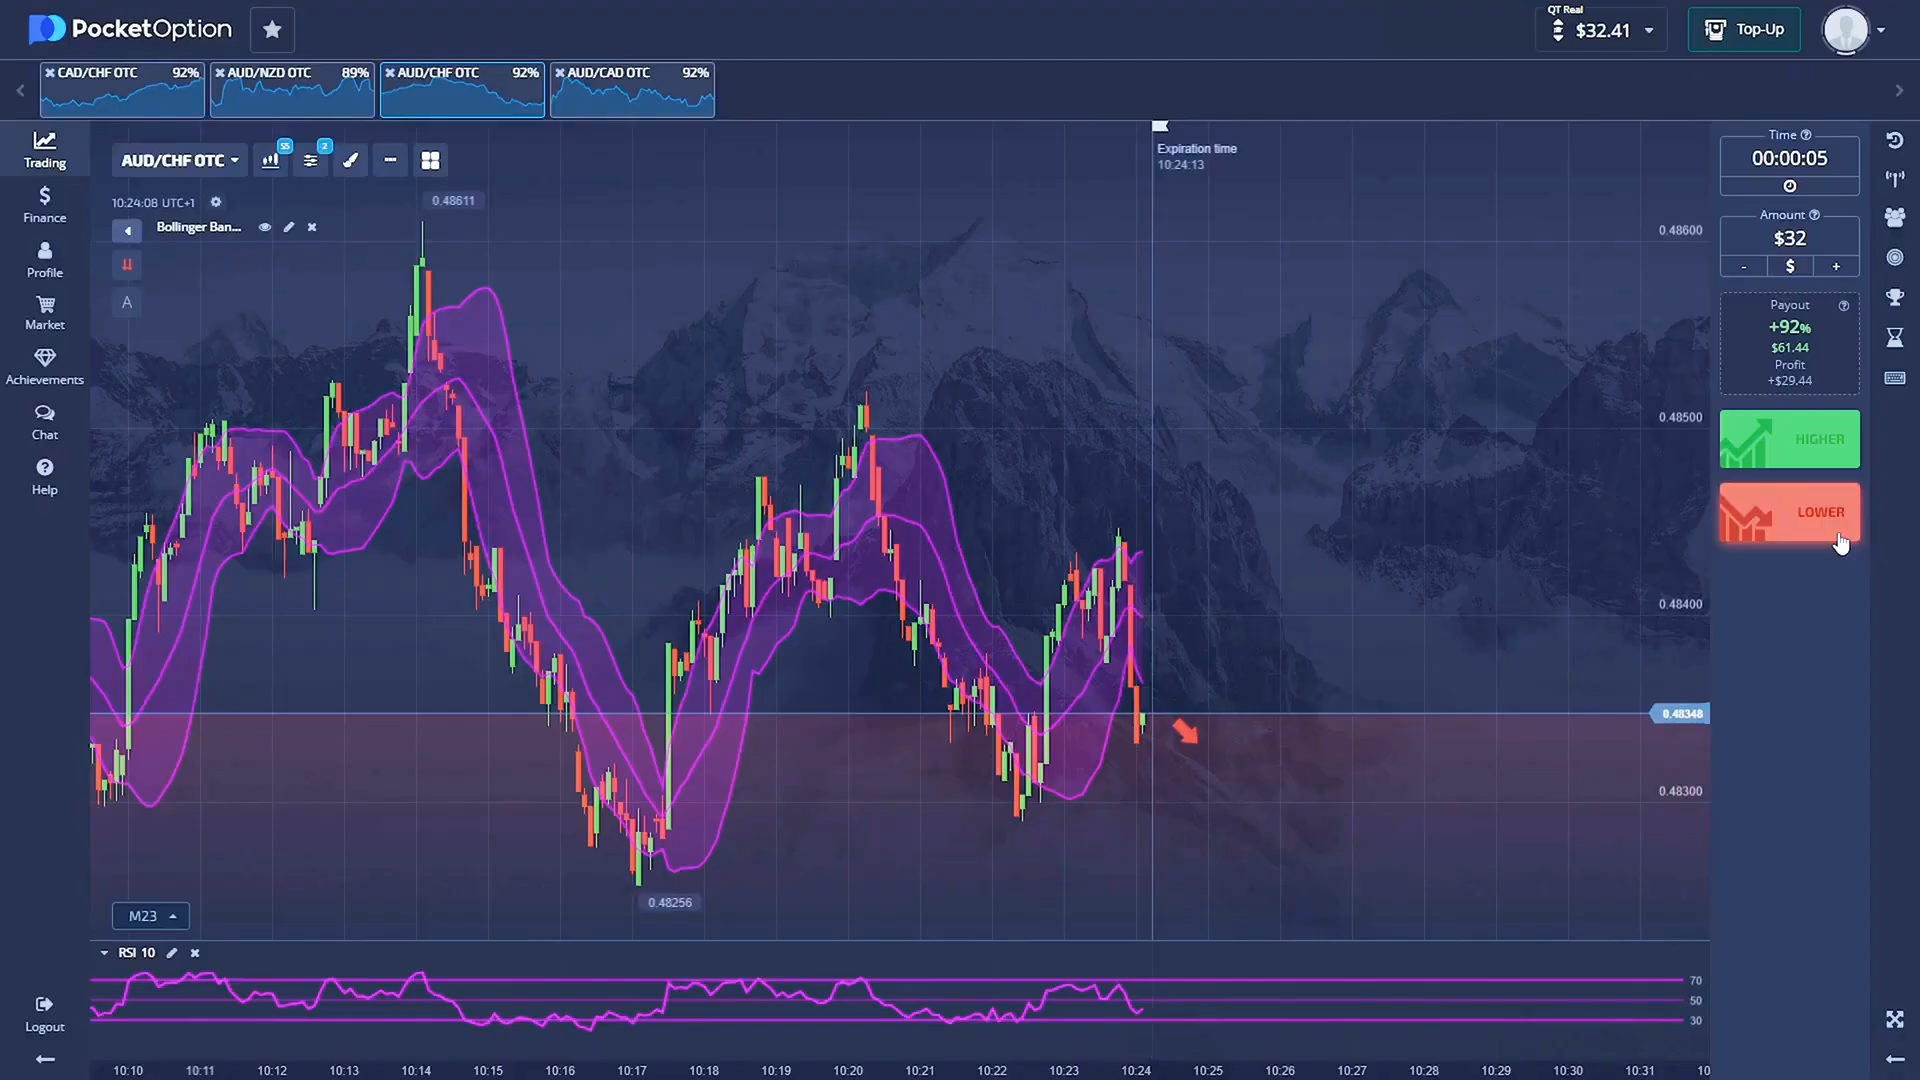 PocketOption
QT Real
$32.41
Top-Up
CAD/CHF OTC 92%
AUD/NZD OTC 89%
AUD/CHF OTC 92%
AUD/CAD OTC 92%
Trading
Finance
Profile
Market
Achievements
Chat
Help
Logout
AUD/CHF OTC
55
2
10:24:08 UTC+1
Bollinger Ban...
A
0.48611
Expiration time
10:24:13
0.48600
0.48500
0.48400
0.48348
0.48300
0.48256
M23
RSI 10
70
50
30
10:10 10:11 10:12 10:13 10:14 10:15 10:16 10:17 10:18 10:19 10:20 10:21 10:22 10:23 10:24 10:25 10:26 10:27 10:28 10:29 10:30 10:31 10
Time
00:00:05
Amount
$32
- $ +
Payout
+92%
$61.44
Profit
+$29.44
HIGHER
LOWER